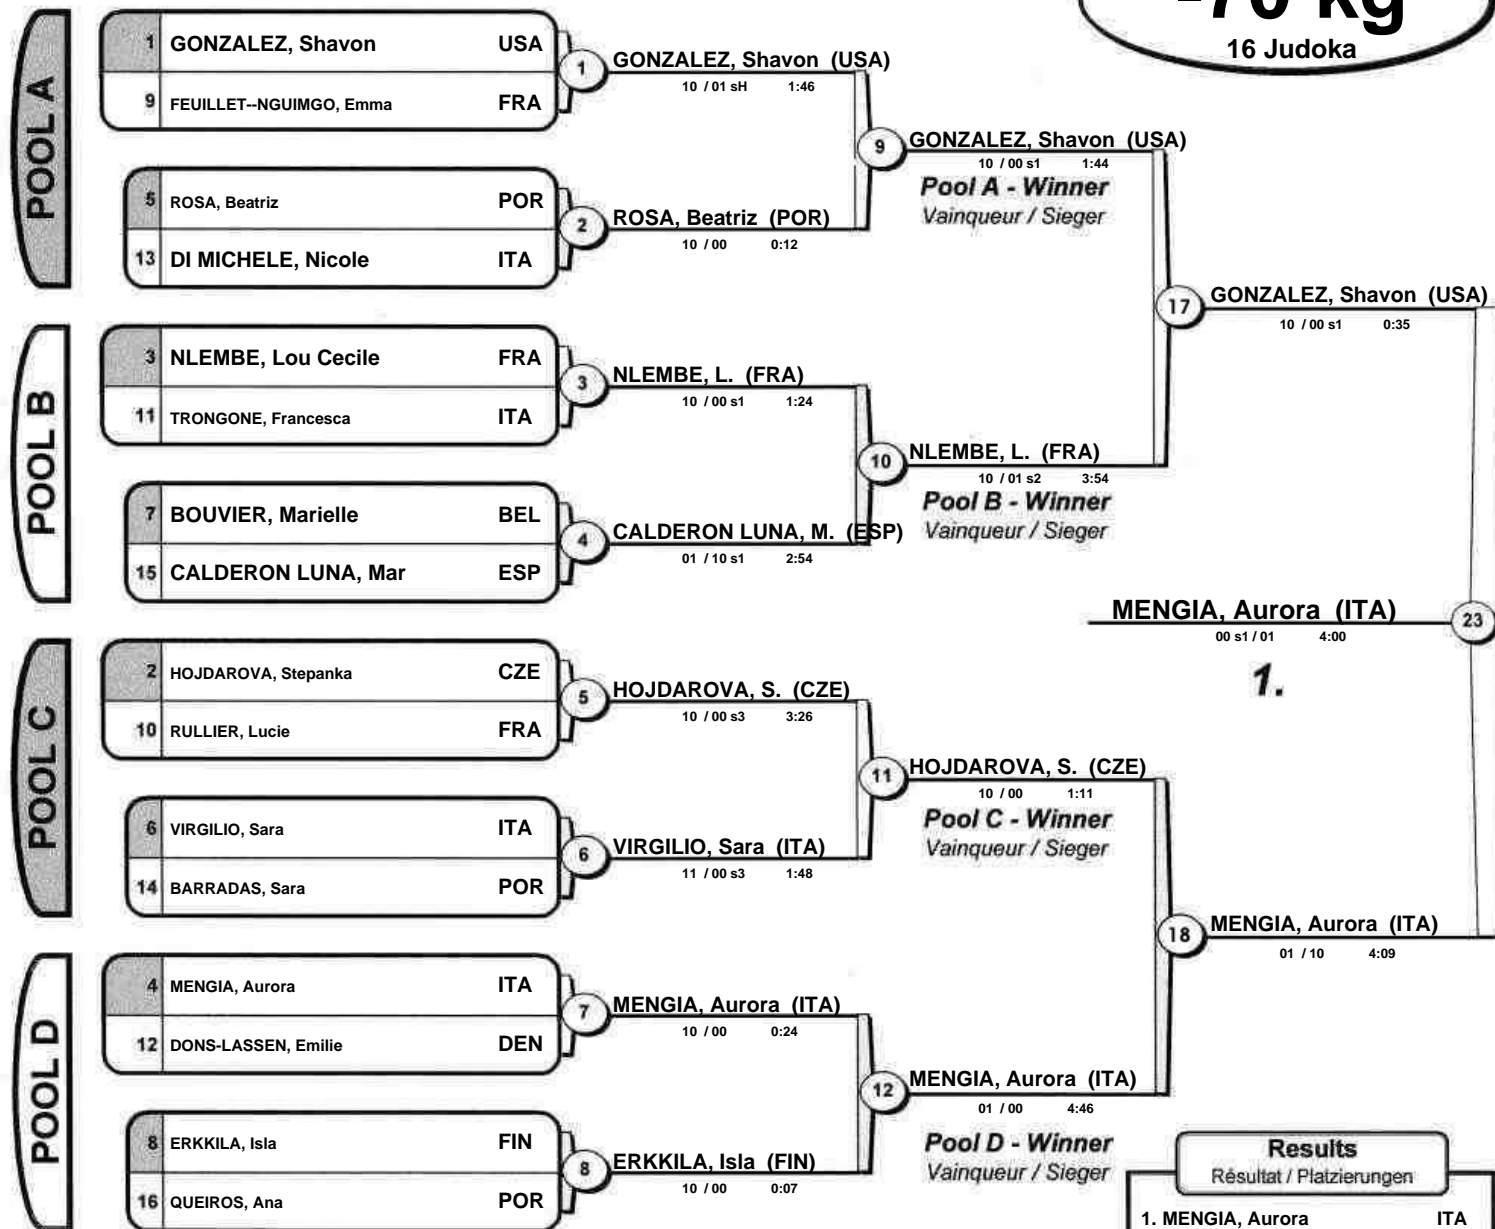 -70 kg
16 Judoka
POOL A
1 GONZALEZ, Shavon USA
9 FEUILLET--NGUIMGO, Emma FRA
5 ROSA, Beatriz POR
13 DI MICHELE, Nicole ITA
POOL B
3 NLEMBE, Lou Cecile FRA
11 TRONGONE, Francesca ITA
7 BOUVIER, Marielle BEL
15 CALDERON LUNA, Mar ESP
POOL C
2 HOJDAROVA, Stepanka CZE
10 RULLIER, Lucie FRA
6 VIRGILIO, Sara ITA
14 BARRADAS, Sara POR
POOL D
4 MENGIA, Aurora ITA
12 DONS-LASSEN, Emilie DEN
8 ERKKILA, Isla FIN
16 QUEIROS, Ana POR
1 GONZALEZ, Shavon (USA)
10 / 01 sH 1:46
2 ROSA, Beatriz (POR)
10 / 00 0:12
3 NLEMBE, L. (FRA)
10 / 00 s1 1:24
4 CALDERON LUNA, M. (ESP)
01 / 10 s1 2:54
5 HOJDAROVA, S. (CZE)
10 / 00 s3 3:26
6 VIRGILIO, Sara (ITA)
11 / 00 s3 1:48
7 MENGIA, Aurora (ITA)
10 / 00 0:24
8 ERKKILA, Isla (FIN)
10 / 00 0:07
9 GONZALEZ, Shavon (USA)
10 / 00 s1 1:44
Pool A - Winner
Vainqueur / Sieger
10 NLEMBE, L. (FRA)
10 / 01 s2 3:54
Pool B - Winner
Vainqueur / Sieger
11 HOJDAROVA, S. (CZE)
10 / 00 1:11
Pool C - Winner
Vainqueur / Sieger
12 MENGIA, Aurora (ITA)
01 / 00 4:46
Pool D - Winner
Vainqueur / Sieger
17 GONZALEZ, Shavon (USA)
10 / 00 s1 0:35
18 MENGIA, Aurora (ITA)
01 / 10 4:09
MENGIA, Aurora (ITA) 23
00 s1 / 01 4:00
1.
Results
Résultat / Platzierungen
1. MENGIA, Aurora ITA